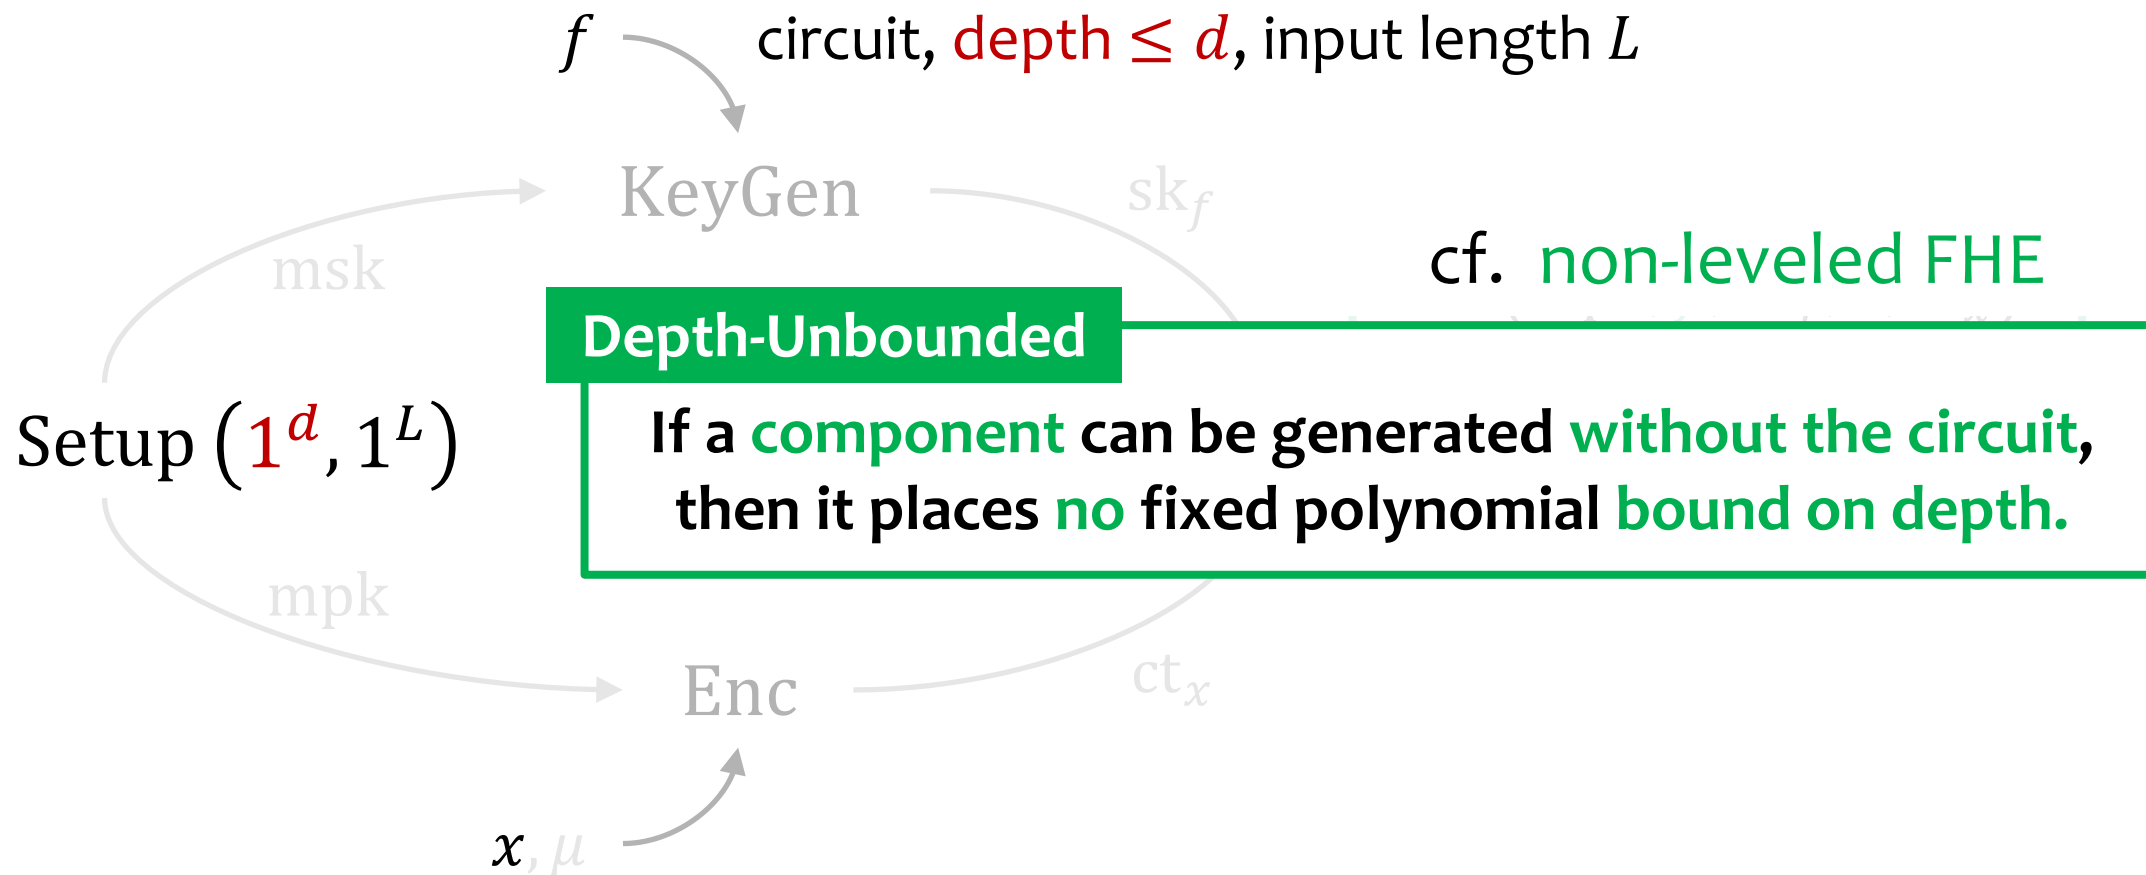 f circuit, depth ≤ d, input length L
KeyGen
sk_f
msk
cf. non-leveled FHE
Depth-Unbounded
Setup (1^d, 1^L)
If a component can be generated without the circuit,
then it places no fixed polynomial bound on depth.
mpk
Enc
ct_x
x, μ